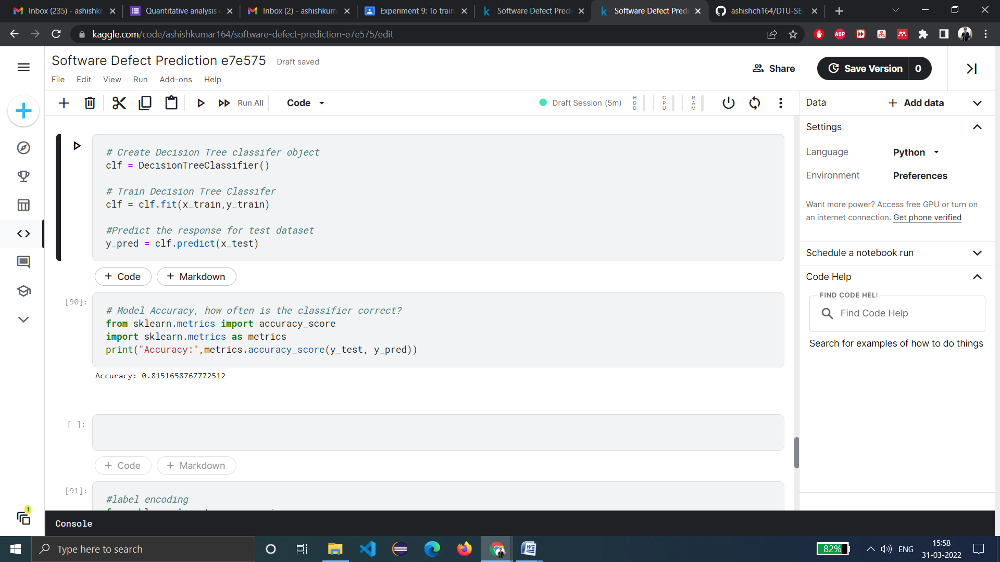 Inbox (235) - ashishkr
Quantitative analysis
Inbox (2) - ashishkuma
Experiment 9: To train
Software Defect Predi
Software Defect Predi
ashishch164/DTU-SE-
kaggle.com/code/ashishkumar164/software-defect-prediction-e7e575/edit
ABP
Software Defect Prediction e7e575
Draft saved
Share
Save Version
0
File
Edit
View
Run
Add-ons
Help
Run All
Code
Draft Session (5m)
HDD
CPU
RAM
Data
Add data
Settings
Language
Python
Environment
Preferences
Want more power? Access free GPU or turn on
an internet connection. Get phone verified
Schedule a notebook run
Code Help
FIND CODE HEL
Find Code Help
Search for examples of how to do things
# Create Decision Tree classifer object
clf = DecisionTreeClassifier()
# Train Decision Tree Classifer
clf = clf.fit(x_train,y_train)
#Predict the response for test dataset
y_pred = clf.predict(x_test)
+ Code
+ Markdown
[90]:
# Model Accuracy, how often is the classifier correct?
from sklearn.metrics import accuracy_score
import sklearn.metrics as metrics
print("Accuracy:",metrics.accuracy_score(y_test, y_pred))
Accuracy: 0.8151658767772512
[ ]:
+ Code
+ Markdown
[91]:
#label encoding
1
Console
Type here to search
82%
ENG
15:58
31-03-2022